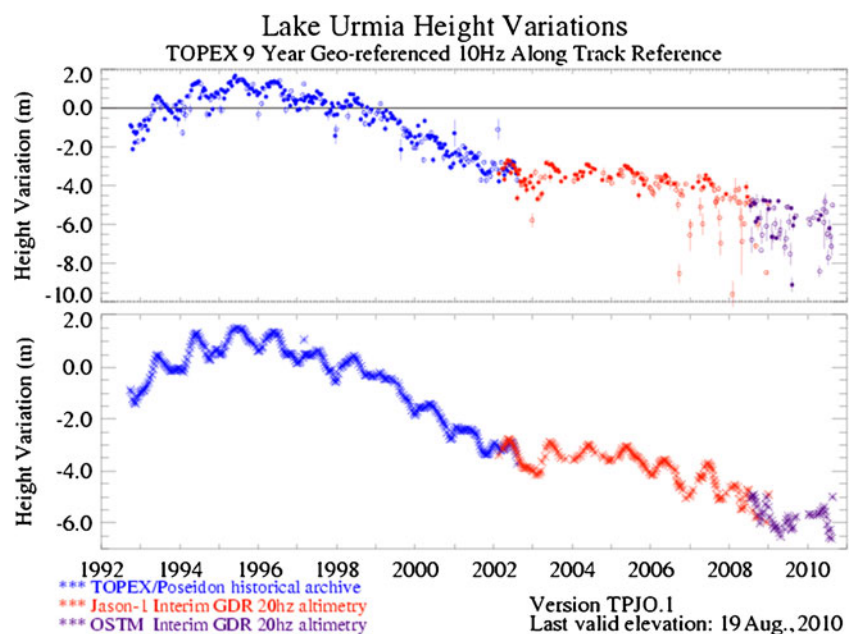 Lake Urmia Height Variations
TOPEX 9 Year Geo-referenced 10Hz Along Track Reference
Height Variation (m)
2.0
0.0
-2.0
-4.0
-6.0
-8.0
-10.0
Height Variation (m)
2.0
0.0
-2.0
-4.0
-6.0
1992 1994 1996 1998 2000 2002 2004 2006 2008 2010
*** TOPEX/Poseidon historical archive
*** Jason-1 Interim GDR 20hz altimetry
*** OSTM Interim GDR 20hz altimetry
Version TPJO.1
Last valid elevation: 19 Aug., 2010